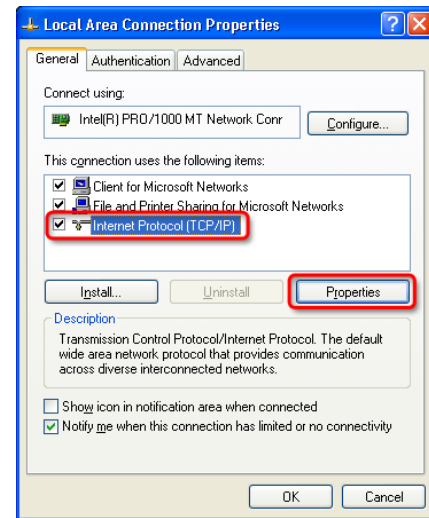 Local Area Connection Properties
General Authentication Advanced
Connect using:
Intel(R) PRO/1000 MT Network Conr
Configure...
This connection uses the following items:
Client for Microsoft Networks
File and Printer Sharing for Microsoft Networks
Internet Protocol (TCP/IP)
Install... Uninstall Properties
Description
Transmission Control Protocol/Internet Protocol. The default
wide area network protocol that provides communication
across diverse interconnected networks.
Show icon in notification area when connected
Notify me when this connection has limited or no connectivity
OK Cancel